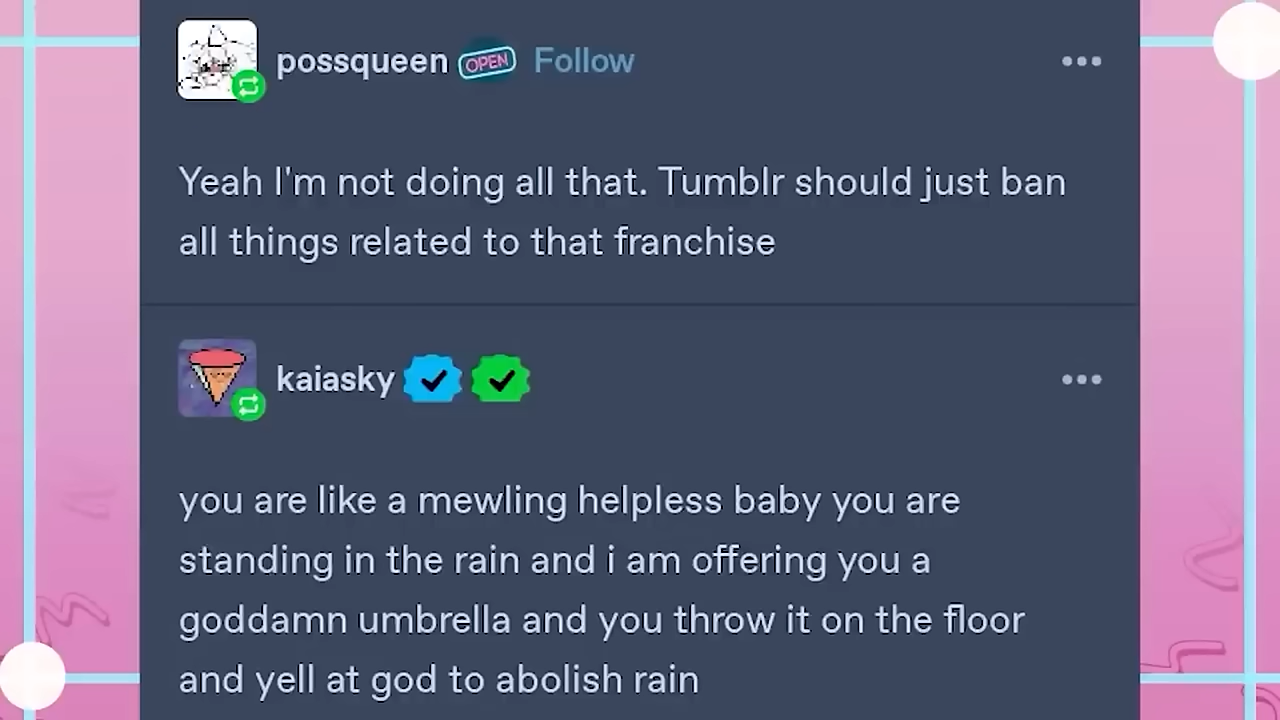 possqueen OPEN Follow
Yeah I'm not doing all that. Tumblr should just ban
all things related to that franchise
kaiasky
you are like a mewling helpless baby you are
standing in the rain and i am offering you a
goddamn umbrella and you throw it on the floor
and yell at god to abolish rain